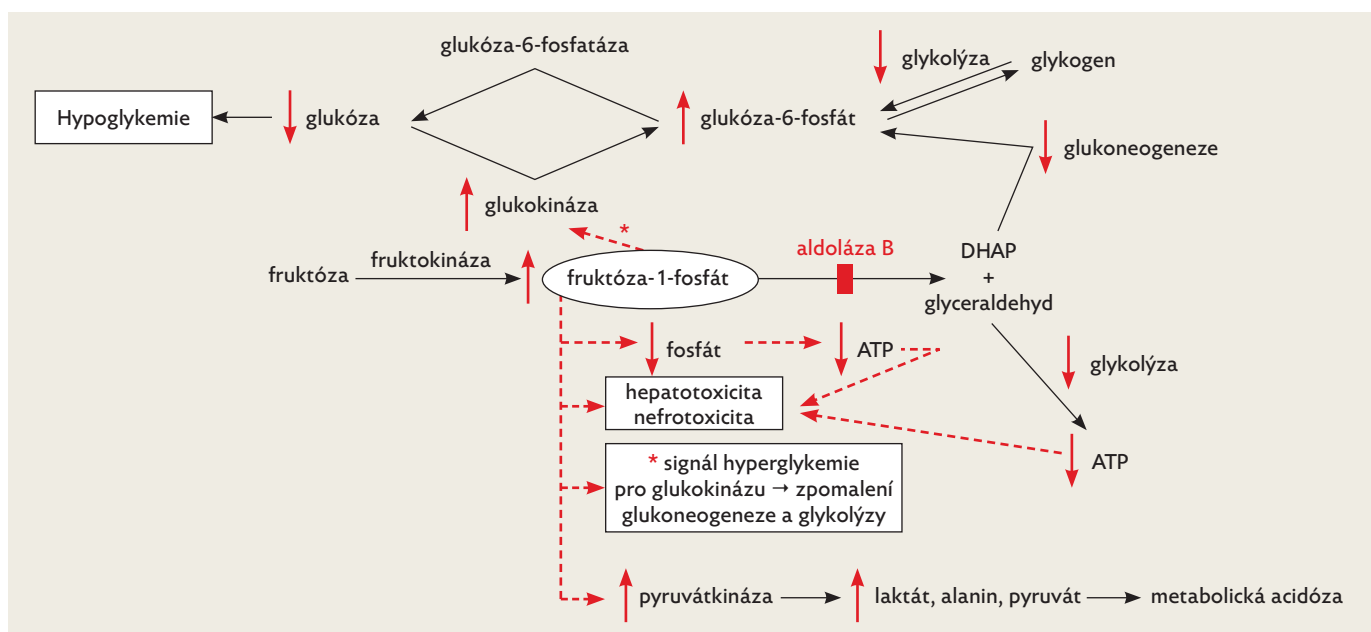 glukóza-6-fosfatáza
glykolýza
glykogen
Hypoglykemie
glukóza
glukóza-6-fosfát
glukoneogeneze
glukokináza
*
aldoláza B
DHAP
+
glyceraldehyd
fruktóza
fruktokináza
fruktóza-1-fosfát
fosfát
ATP
glykolýza
hepatotoxicita
nefrotoxicita
ATP
* signál hyperglykemie
pro glukokinázu → zpomalení
glukoneogeneze a glykolýzy
pyruvátkináza
laktát, alanin, pyruvát
metabolická acidóza